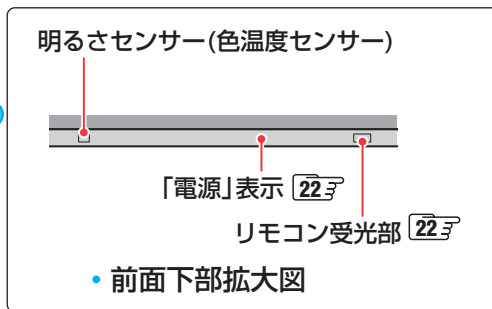 明るさセンサー(色温度センサー)
「電源」表示 22
リモコン受光部 22
• 前面下部拡大図